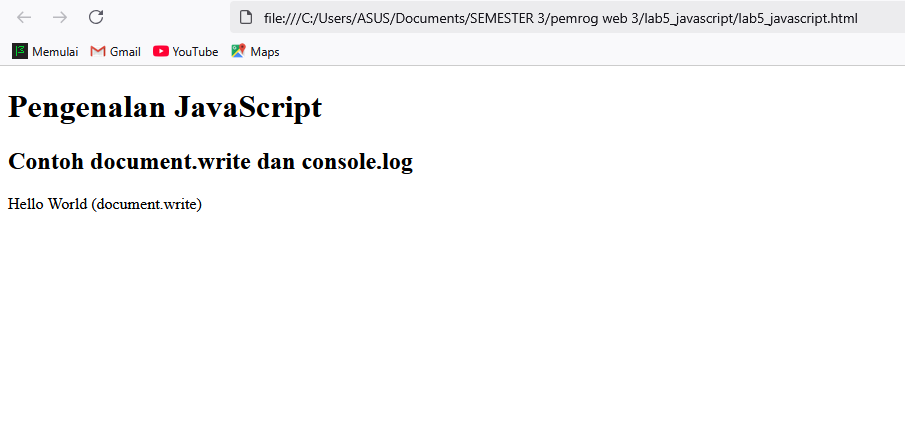 file:///C:/Users/ASUS/Documents/SEMESTER 3/pemrog web 3/lab5_javascript/lab5_javascript.html
Memulai Gmail YouTube Maps
Pengenalan JavaScript
Contoh document.write dan console.log
Hello World (document.write)